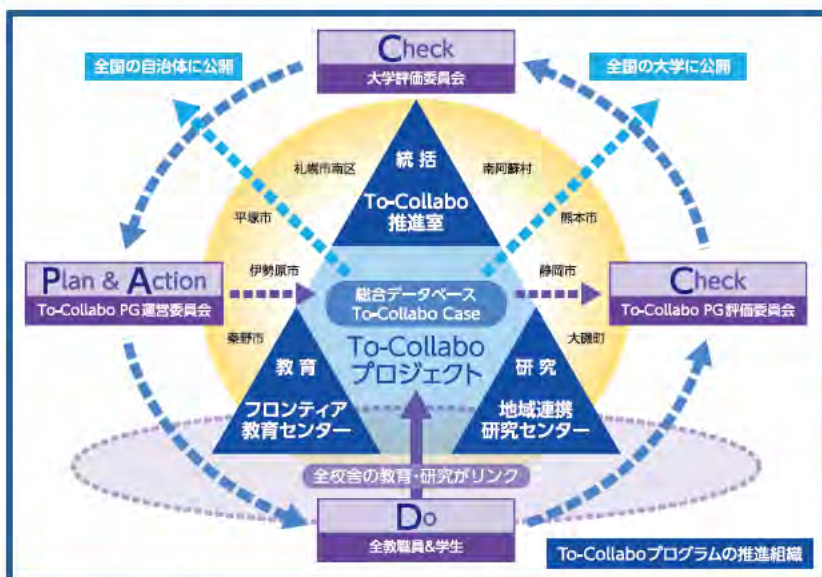 Check
大学評価委員会
全国の自治体に公開
全国の大学に公開
札幌市南区
統括
南阿蘇村
To-Collabo
推進室
平塚市
熊本市
Plan & Action
To-Collabo PG運営委員会
伊勢原市
総合データベース
To-Collabo Case
静岡市
Check
To-Collabo PG評価委員会
秦野市
To-Collabo
プロジェクト
大磯町
教育
フロンティア
教育センター
研究
地域連携
研究センター
全校舎の教育・研究がリンク
Do
全教職員&学生
To-Collaboプログラムの推進組織